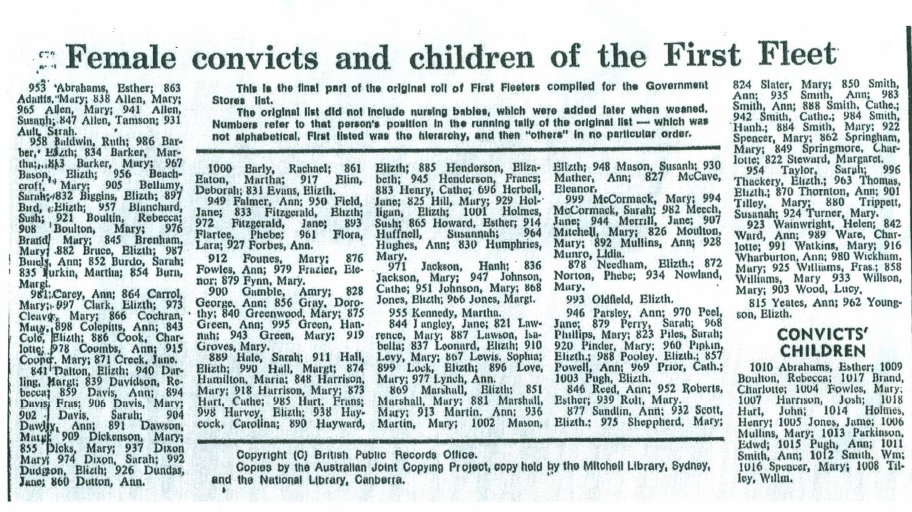 Female convicts and children of the First Fleet
953 Abrahams, Esther; 863
Adams, Mary; 838 Allen, Mary;
965 Allen, Mary; 941 Allen,
Susanh; 847 Allen, Tamson; 931
Ault, Sarah.
958 Baldwin, Ruth; 986 Bar-
ber, Elizth; 834 Barker, Mar-
tha; 843 Barker, Mary; 967
Bason, Elizth; 956 Beach-
croft, Mary; 905 Bellamy,
Sarah; 832 Biggins, Elizth; 897
Bird, Elizth; 957 Blanchard,
Sush; 921 Boultin, Rebecca;
908 Boulton, Mary; 976
Brand Mary; 845 Brenham,
Mary; 882 Bruce, Elizth; 987
Ann; 852 Burdo, Sarah;
835 Martha; 854 Burn,
Margt.
981 Carey, Ann; 864 Carrol,
Mary; 897 Clark, Elizth; 973
Cleaver, Mary; 866 Cochran,
Mary, 898 Colepitts, Ann; 843
Cole, Elizth; 886 Cook, Char-
lotte; 978 Coombs, Ann; 915
Cooper, Mary; 871 Creek, Jane.
841 Dalton, Elizth; 940 Dar-
ling, Margt; 839 Davidson, Re-
becca; 859 Davis, Ann; 894
Davis, Fras; 906 Davis, Mary;
902 Davis, Sarah; 904
Ann; 891 Dawson,
Margt 909 Dickenson, Mary;
855 Dicks, Mary; 937 Dixon
Mary; 974 Dixon, Sarah; 992
Dudgson, Elizth; 926 Dundas,
Jane; 860 Dutton, Ann.
This is the final part of the original roll of First Fleeters compiled for the Government
Stores list.
The original list did not include nursing babies, which were added later when weaned.
Numbers refer to that person's position in the running tally of the original list — which was
not alphabetical. First listed was the hierarchy, and then "others" in no particular order.
1000 Early, Rachael; 861
Eaton, Martha; 917 Elim,
Deborah; 831 Evans, Elizth.
949 Falmer, Ann; 950 Field,
Jane; 833 Fitzgerald, Elizth;
972 Fitzgerald, Jane; 893
Flartee, Phebe; 961 Flora,
Lara; 927 Forbes, Ann.
912 Founes, Mary; 876
Fowles, Ann; 979 Frazier, Ele-
nor; 879 Fynn, Mary.
900 Gamble, Amry; 828
George, Ann; 856 Gray, Doro-
thy; 840 Greenwood, Mary; 875
Green, Ann; 995 Green, Han-
nah; 943 Green, Mary; 919
Groves, Mary.
889 Hale, Sarah; 911 Hall,
Elizth; 990 Hall, Margt; 874
Hamilton, Maria; 848 Harrison,
Mary; 918 Harrison, Mary; 873
Hart, Cathe; 985 Hart, Frans;
998 Harvey, Elizth; 938 Hay-
cock, Carolina; 890 Hayward,
Elizth; 885 Henderson, Eliza-
beth; 945 Henderson, Francs;
883 Henry, Cathe; 696 Herbell,
Jane; 825 Hill, Mary; 929 Hol-
ligan, Elizth; 1001 Holmes,
Sush; 865 Howard, Esther; 914
Huffnell, Susannah; 964
Hughes, Ann; 830 Humphries,
Mary.
971 Jackson, Hanh; 836
Jackson, Mary; 947 Johnson,
Cathe; 951 Johnson, Mary; 868
Jones, Elizth; 966 Jones, Margt.
955 Kennedy, Martha.
844 Langley, Jane; 821 Law-
rence, Mary; 887 Lawson, Isa-
bella; 837 Leonard, Elizth; 910
Levy, Mary; 867 Lewis, Sophia;
899 Lock, Elizth; 896 Love,
Mary; 977 Lynch, Ann.
869 Marshall, Elizth; 851
Marshall, Mary; 881 Marshall,
Mary; 913 Martin, Ann; 936
Martin, Mary; 1002 Mason,
Elizth; 948 Mason, Susanh; 930
Mather, Ann; 827 McCave,
Eleanor.
999 McCormack, Mary; 994
McCormack, Sarah; 982 Meech,
Jane; 944 Merrill, Jane; 907
Mitchell, Mary; 826 Moulton,
Mary; 892 Mullins, Ann; 928
Munro, Lidia.
878 Needham, Elizth.; 872
Norton, Phebe; 934 Nowland,
Mary.
993 Oldfield, Elizth.
946 Parsley, Ann; 970 Peel,
Jane; 879 Perry, Sarah; 968
Phillips, Mary; 823 Piles, Sarah;
920 Pinder, Mary; 960 Pipkin,
Elizth.; 988 Pooley, Elizth.; 857
Powell, Ann; 969 Prior, Cath.;
1003 Pugh, Elizth.
846 Reed, Ann; 952 Roberts,
Esther; 939 Rolt, Mary.
877 Sandlin, Ann; 932 Scott,
Elizth.: 975 Sheppherd, Mary;
824 Slater, Mary; 850 Smith,
Ann; 935 Smith, Ann; 983
Smith, Ann; 888 Smith, Cathe.;
942 Smith, Cathe.; 984 Smith,
Hanh.; 884 Smith, Mary; 922
Spencer, Mary; 862 Springham,
Mary; 849 Springmore, Char-
lotte; 822 Steward, Margaret.
954 Taylor, Sarah; 996
Thackery, Elizth.; 963 Thomas,
Elizth.; 870 Thornton, Ann; 901
Tilley, Mary; 880 Trippett,
Susanah; 924 Turner, Mary.
923 Wainwright, Helen; 842
Ward, Ann; 989 Ware, Char-
lotte; 991 Watkins, Mary; 916
Wharburton, Ann; 980 Wickham,
Mary; 925 Williams, Fras.; 858
Williams, Mary 933 Willson,
Mary; 903 Wood, Lucy.
815 Yeates, Ann; 962 Young-
son, Elizth.
CONVICTS'
CHILDREN
1010 Abrahams, Esther; 1009
Boulton, Rebecca; 1017 Brand,
Charlotte; 1004 Fowles, Mary;
1007 Harrison, Josh; 1018
Hart, John; 1014 Holmes,
Henry; 1005 Jones, Jame; 1006
Mullins, Mary; 1013 Parkinson,
Edwd; 1015 Pugh, Ann; 1011
Smith, Ann; 1012 Smith, Wm;
1016 Spencer, Mary; 1008 Til-
ley, Willm.
Copyright (C) British Public Records Office.
Copies by the Australian Joint Copying Project, copy held by the Mitchell Library, Sydney,
and the National Library, Canberra.